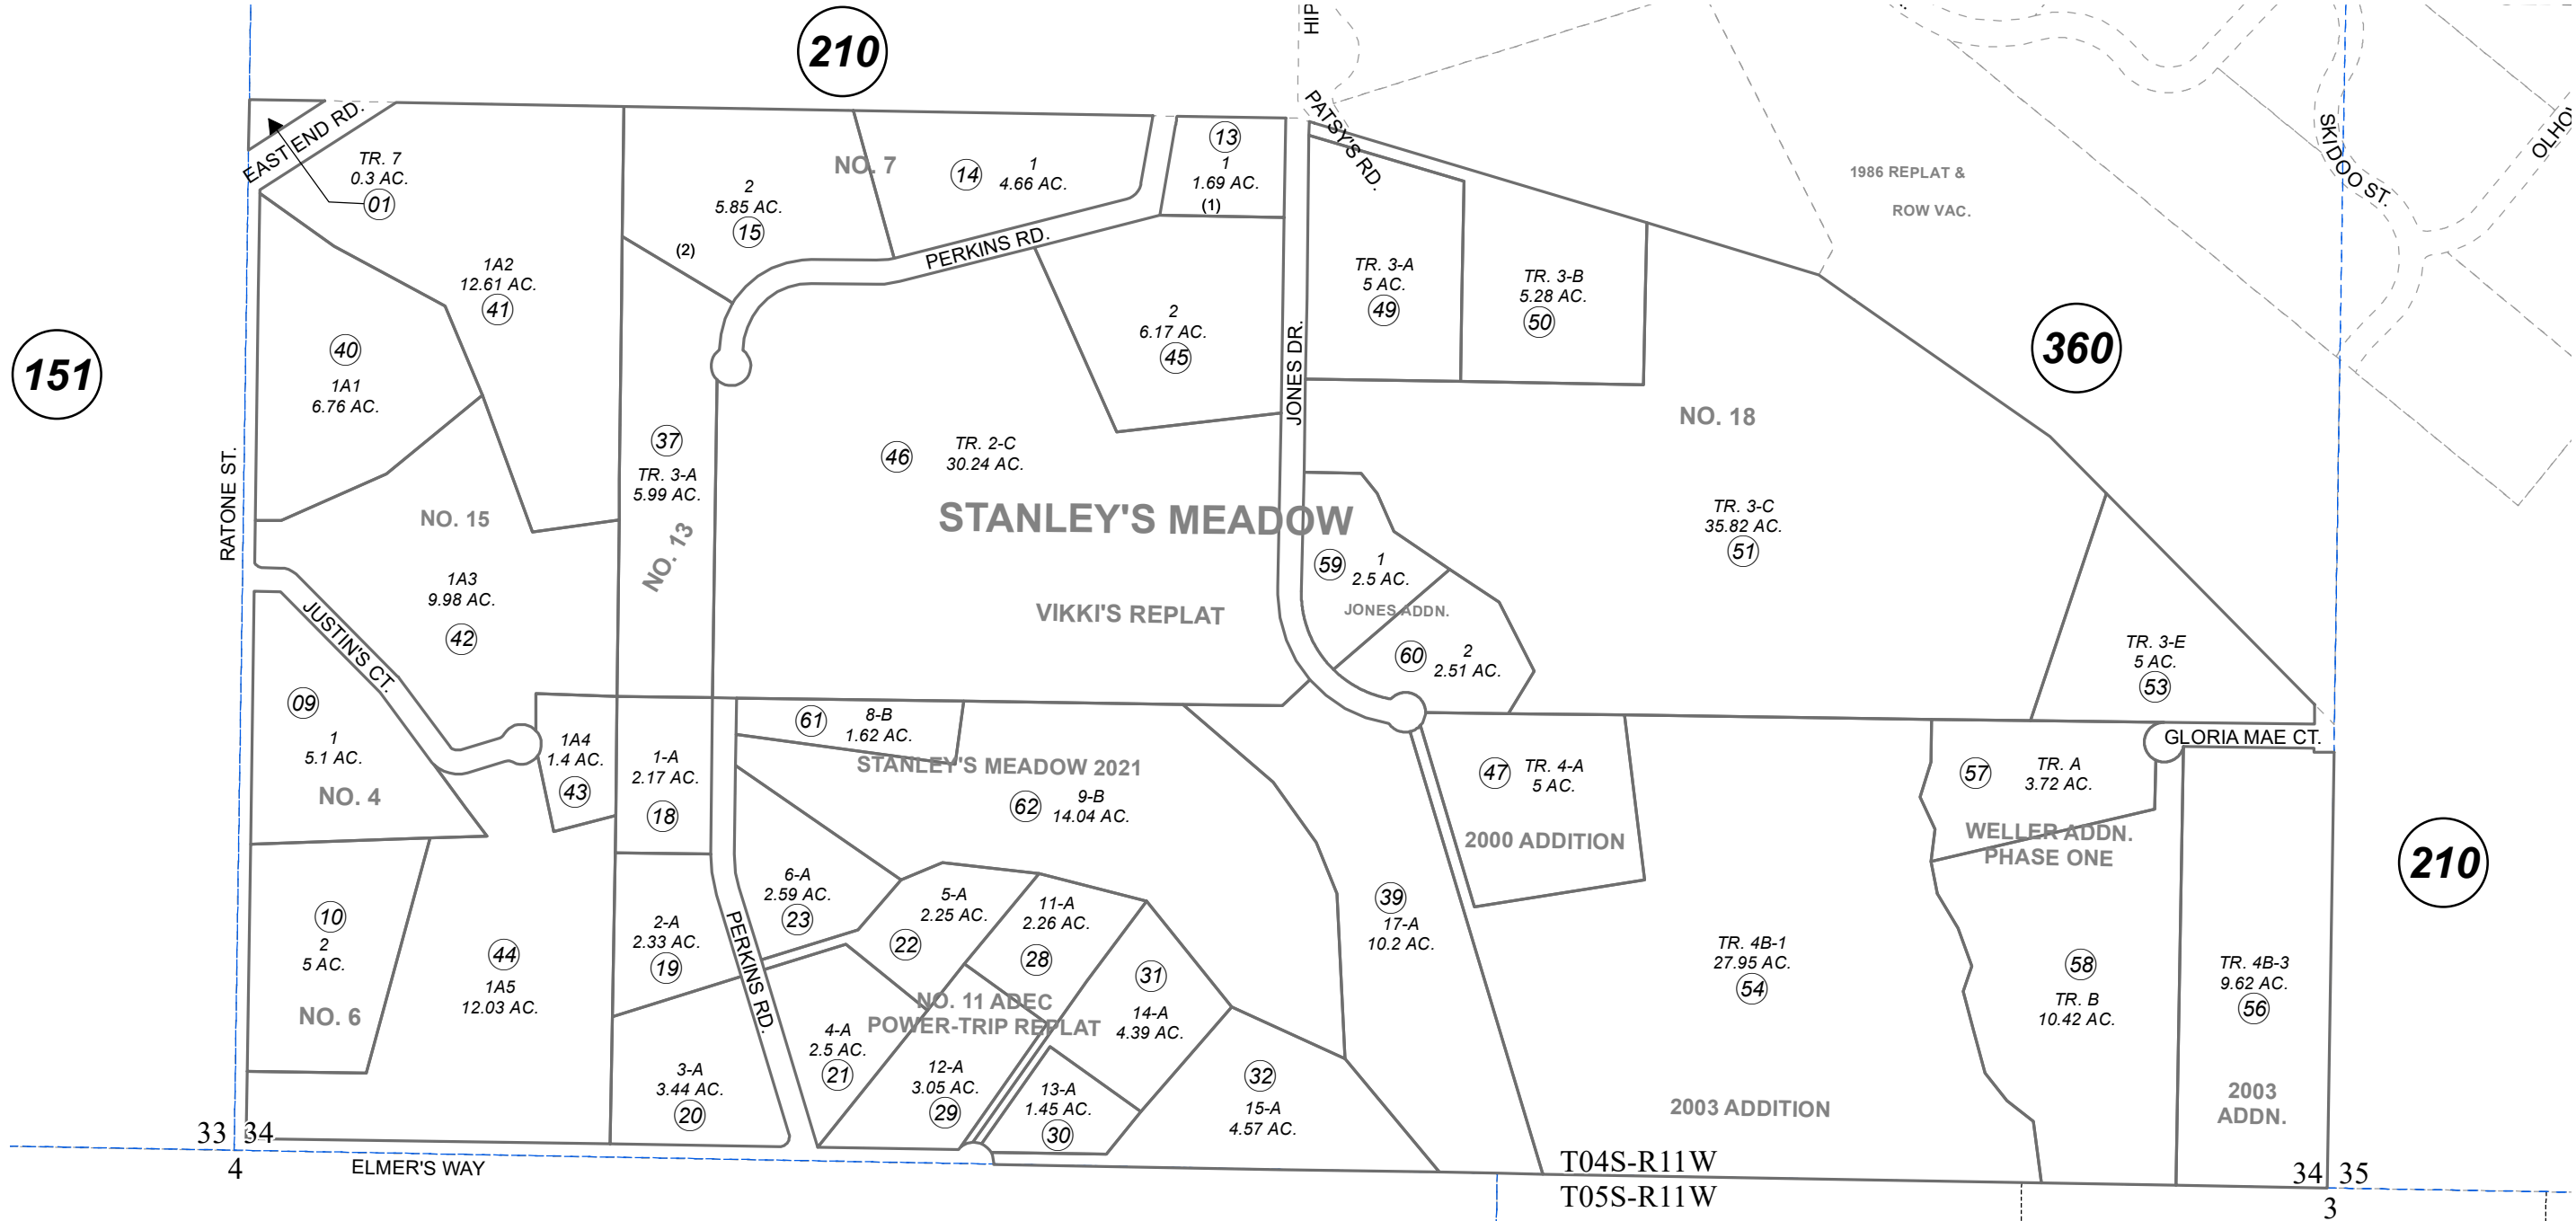 210
HIP
EAST END RD.
TR. 7
0.3 AC.
01
NO. 7
2
5.85 AC.
15
(2)
14
1
4.66 AC.
13
1
1.69 AC.
(1)
PATSY'S RD.
1986 REPLAT &
ROW VAC.
SKIDOO ST.
OLHO
PERKINS RD.
1A2
12.61 AC.
41
40
1A1
6.76 AC.
151
2
6.17 AC.
45
JONES DR.
TR. 3-A
5 AC.
49
TR. 3-B
5.28 AC.
50
360
NO. 18
37
TR. 3-A
5.99 AC.
NO. 13
46
TR. 2-C
30.24 AC.
RATONE ST.
NO. 15
STANLEY'S MEADOW
TR. 3-C
35.82 AC.
51
1A3
9.98 AC.
42
VIKKI'S REPLAT
59
1
2.5 AC.
JONES ADDN.
60
2
2.51 AC.
TR. 3-E
5 AC.
53
JUSTIN'S CT.
09
1
5.1 AC.
NO. 4
1A4
1.4 AC.
43
1-A
2.17 AC.
18
61
8-B
1.62 AC.
STANLEY'S MEADOW 2021
62
9-B
14.04 AC.
47
TR. 4-A
5 AC.
2000 ADDITION
57
TR. A
3.72 AC.
GLORIA MAE CT.
WELLER ADDN.
PHASE ONE
210
6-A
2.59 AC.
23
5-A
2.25 AC.
22
11-A
2.26 AC.
28
39
17-A
10.2 AC.
10
2
5 AC.
NO. 6
44
1A5
12.03 AC.
2-A
2.33 AC.
19
PERKINS RD.
31
14-A
4.39 AC.
NO. 11 ADEC
POWER-TRIP REPLAT
TR. 4B-1
27.95 AC.
54
58
TR. B
10.42 AC.
TR. 4B-3
9.62 AC.
56
4-A
2.5 AC.
21
3-A
3.44 AC.
20
12-A
3.05 AC.
29
13-A
1.45 AC.
30
32
15-A
4.57 AC.
2003 ADDITION
2003
ADDN.
33 34
4
ELMER'S WAY
T04S-R11W
T05S-R11W
34 35
3